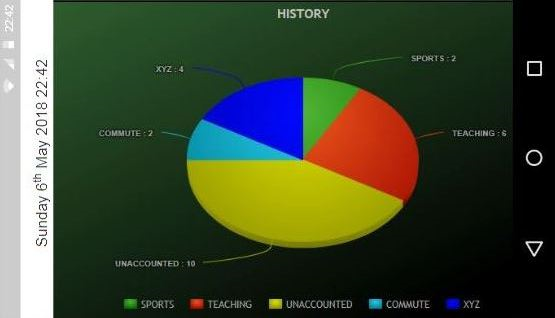 22:42
Sunday 6th May 2018 22:42
HISTORY
SPORTS : 2
XYZ : 4
COMMUTE : 2
TEACHING : 6
UNACCOUNTED : 10
SPORTS TEACHING UNACCOUNTED COMMUTE XYZ